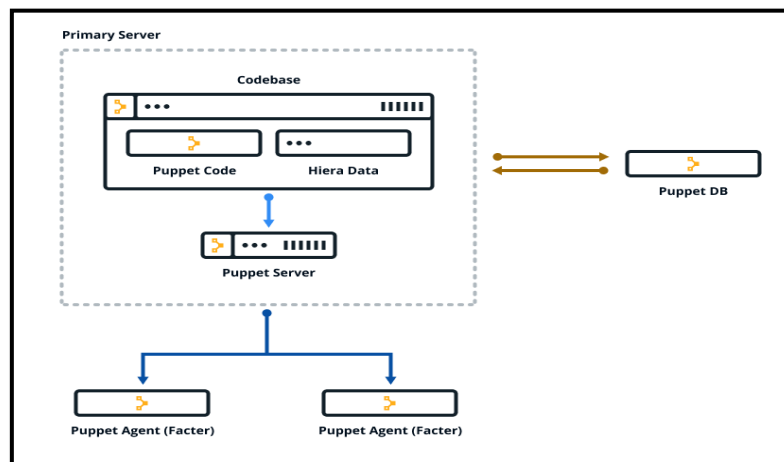 Primary Server
Codebase
Puppet Code
Hiera Data
Puppet DB
Puppet Server
Puppet Agent (Facter)
Puppet Agent (Facter)